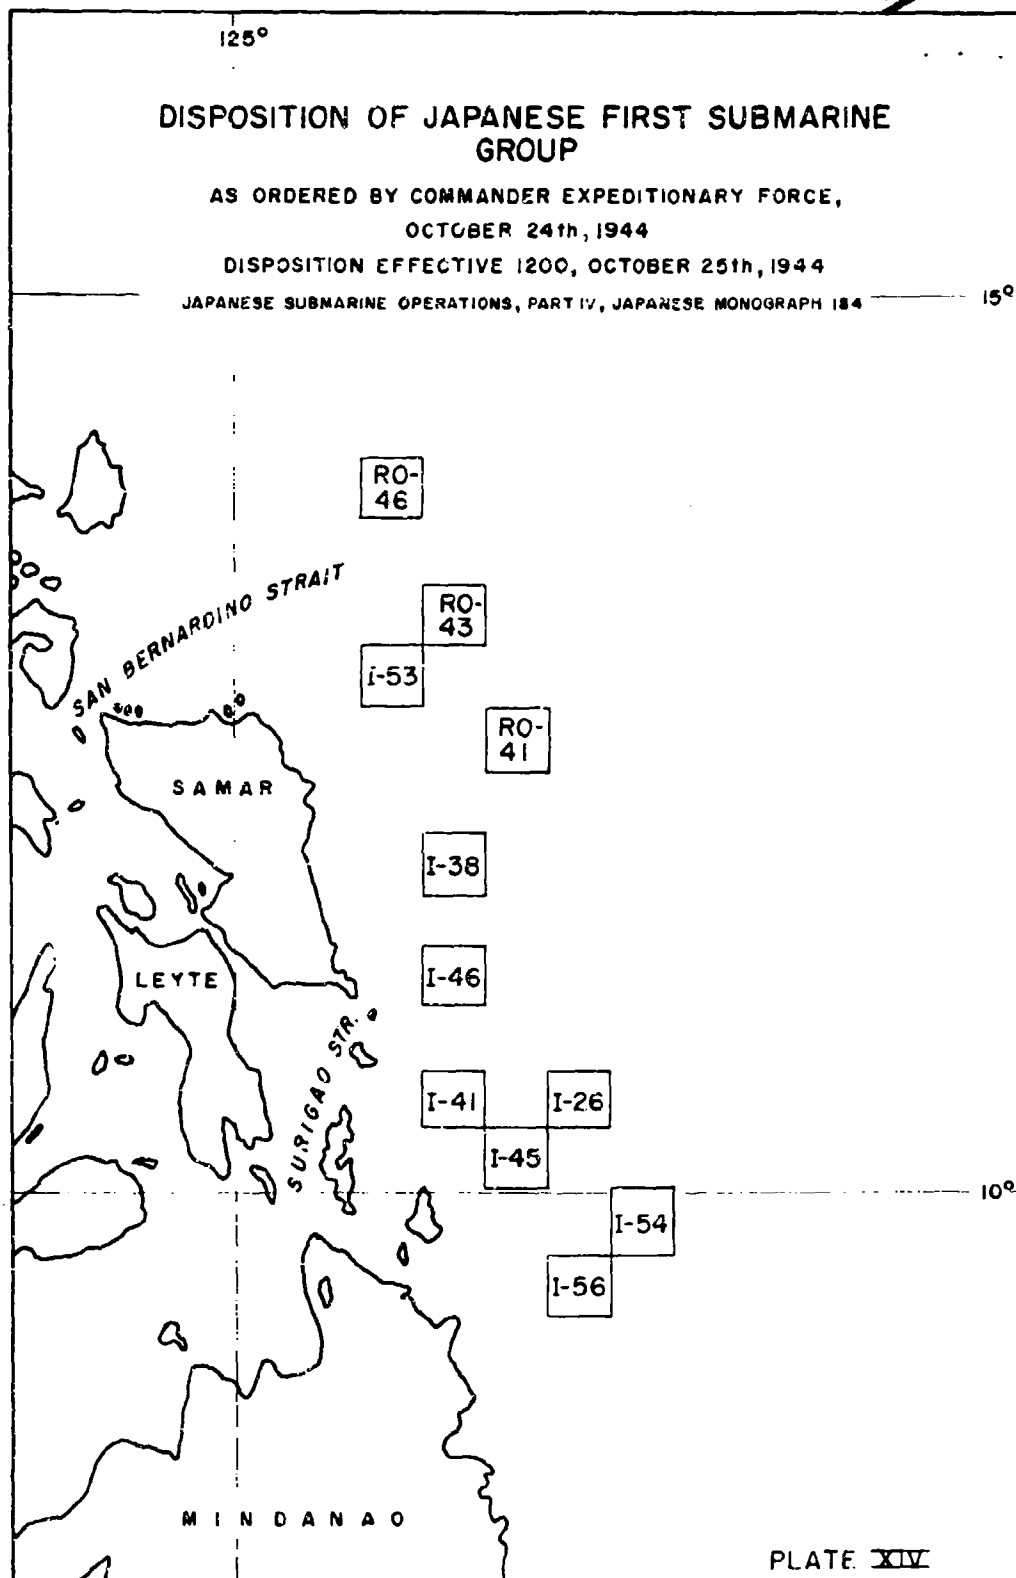 125°
DISPOSITION OF JAPANESE FIRST SUBMARINE
GROUP
AS ORDERED BY COMMANDER EXPEDITIONARY FORCE,
OCTOBER 24th, 1944
DISPOSITION EFFECTIVE 1200, OCTOBER 25th, 1944
JAPANESE SUBMARINE OPERATIONS, PART IV, JAPANESE MONOGRAPH 184
15°
RO-
46
SAN BERNARDINO STRAIT
RO-
43
I-53
RO-
41
SAMAR
I-38
LEYTE
I-46
SURIGAO STR.
I-41
I-26
I-45
10°
I-54
I-56
MINDANAO
PLATE XIV